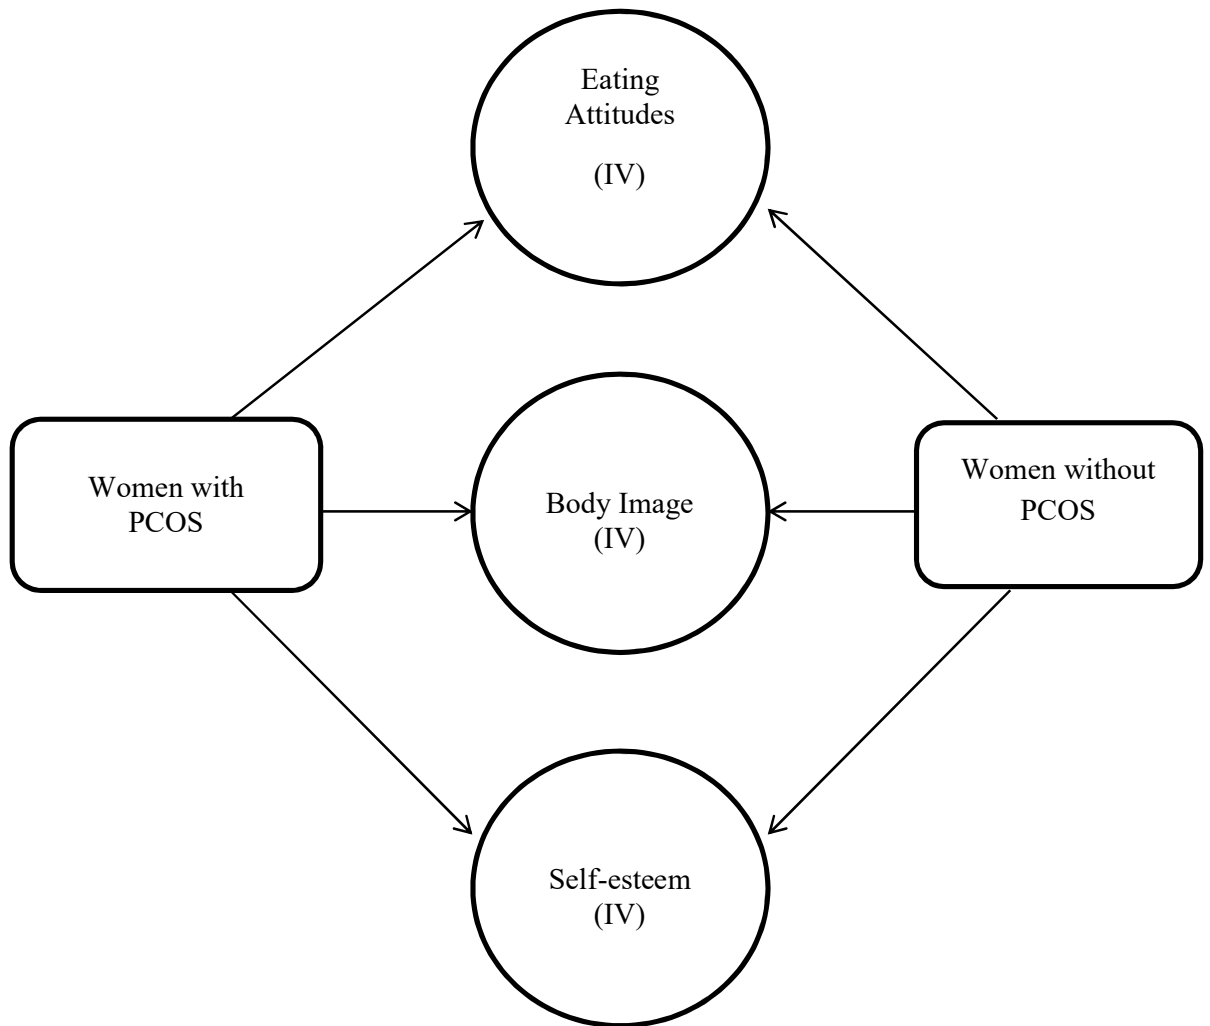 Eating
Attitudes
(IV)
Women with
PCOS
Body Image
(IV)
Women without
PCOS
Self-esteem
(IV)